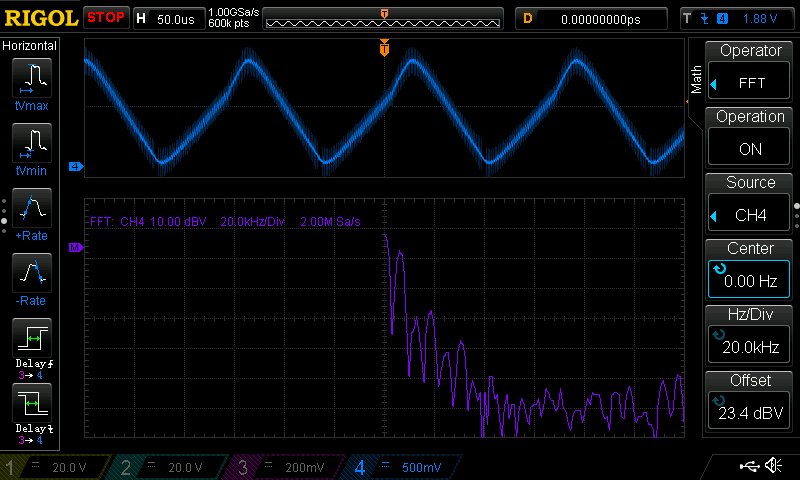 RIGOL STOP H 50.0us 1.00GSa/s 600k pts T D 0.00000000ps T 4 1.88 V
Horizontal
tVmax
tVmin
+Rate
-Rate
Delay
3→4
Delay
3→4
T
4
FFT: CH4 10.00 dBV 20.0kHz/Div 2.00M Sa/s
M
Math
Operator
FFT
Operation
ON
Source
CH4
Center
0.00 Hz
Hz/Div
20.0kHz
Offset
23.4 dBV
1 = 20.0 V 2 = 20.0 V 3 = 200mV 4 = 500mV